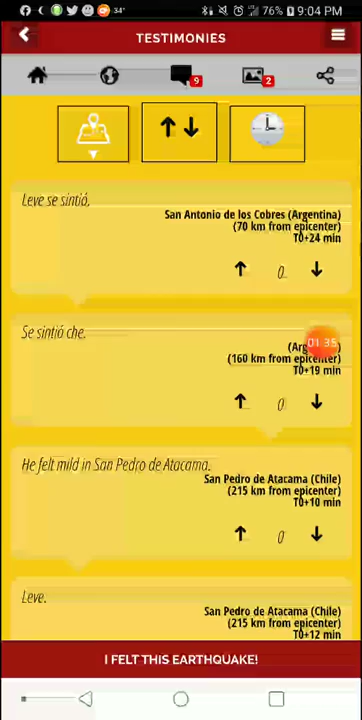 34°
76% 9:04 PM
TESTIMONIES
9
2
Leve se sintió,
San Antonio de los Cobres (Argentina)
(70 km from epicenter)
T0+24 min
0
Se sintió che.
01:35
(160 km from epicenter)
T0+19 min
0
He felt mild in San Pedro de Atacama.
San Pedro de Atacama (Chile)
(215 km from epicenter)
T0+10 min
0
Leve.
San Pedro de Atacama (Chile)
(215 km from epicenter)
T0+12 min
I FELT THIS EARTHQUAKE!